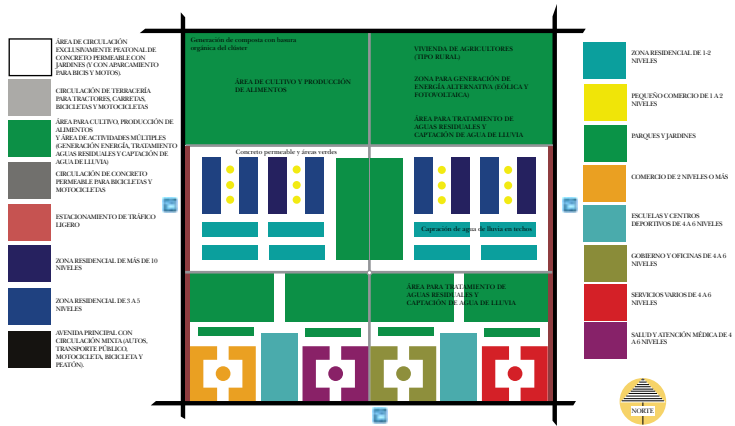 ÁREA DE CIRCULACIÓN
EXCLUSIVAMENTE PEATONAL DE
CONCRETO PERMEABLE CON
JARDINES (Y CON APARCAMIENTO
PARA BICIS Y MOTOS).
CIRCULACIÓN DE TERRACERÍA
PARA TRACTORES, CARRETAS,
BICICLETAS Y MOTOCICLETAS
ÁREA PARA CULTIVO, PRODUCCIÓN DE
ALIMENTOS
Y ÁREA DE ACTIVIDADES MÚLTIPLES
(GENERACIÓN ENERGÍA, TRATAMIENTO
AGUAS RESIDUALES Y CAPTACIÓN DE
AGUA DE LLUVIA)
CIRCULACIÓN DE CONCRETO
PERMEABLE PARA BICICLETAS Y
MOTOCICLETAS
ESTACIONAMIENTO DE TRÁFICO
LIGERO
ZONA RESIDENCIAL DE MÁS DE 10
NIVELES
ZONA RESIDENCIAL DE 3 A 5
NIVELES
AVENIDA PRINCIPAL CON
CIRCULACIÓN MIXTA (AUTOS,
TRANSPORTE PÚBLICO,
MOTOCICLETA, BICICLETA Y
PEATÓN).
Generación de composta con basura
orgánica del clúster
ÁREA DE CULTIVO Y PRODUCCIÓN
DE ALIMENTOS
VIVIENDA DE AGRICULTORES
(TIPO RURAL)
ZONA PARA GENERACIÓN DE
ENERGÍA ALTERNATIVA (EÓLICA Y
FOTOVOLTAICA)
ÁREA PARA TRATAMIENTO DE
AGUAS RESIDUALES Y
CAPTACIÓN DE AGUA DE LLUVIA
Concreto permeable y áreas verdes
Capración de agua de lluvia en techos
ÁREA PARA TRATAMIENTO DE
AGUAS RESIDUALES Y
CAPTACIÓN DE AGUA DE LLUVIA
ZONA RESIDENCIAL DE 1-2
NIVELES
PEQUEÑO COMERCIO DE 1 A 2
NIVELES
PARQUES Y JARDINES
COMERCIO DE 2 NIVELES O MÁS
ESCUELAS Y CENTROS
DEPORTIVOS DE 4 A 6 NIVELES
GOBIERNO Y OFICINAS DE 4 A 6
NIVELES
SERVICIOS VARIOS DE 4 A 6
NIVELES
SALUD Y ATENCIÓN MÉDICA DE 4
A 6 NIVELES
NORTE